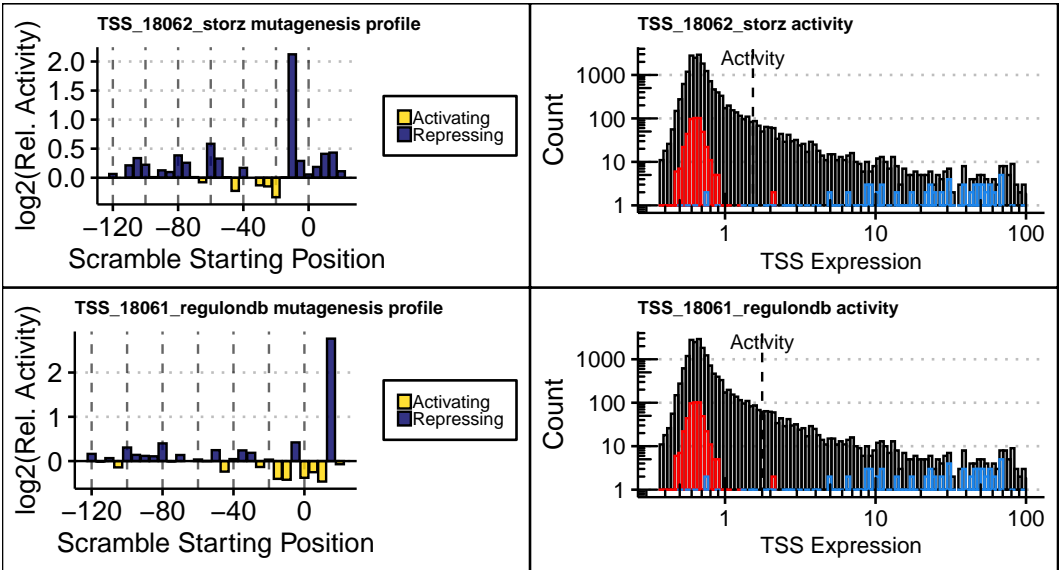 TSS_18062_storz mutagenesis profile
log2(Rel. Activity)
2.0
1.5
1.0
0.5
0.0
−120 −80 −40 0
Scramble Starting Position
Activating
Repressing
TSS_18062_storz activity
Activity
Count
1000
100
10
1
1 10 100
TSS Expression
TSS_18061_regulondb mutagenesis profile
log2(Rel. Activity)
2
1
0
−120 −80 −40 0
Scramble Starting Position
Activating
Repressing
TSS_18061_regulondb activity
Activity
Count
1000
100
10
1
1 10 100
TSS Expression